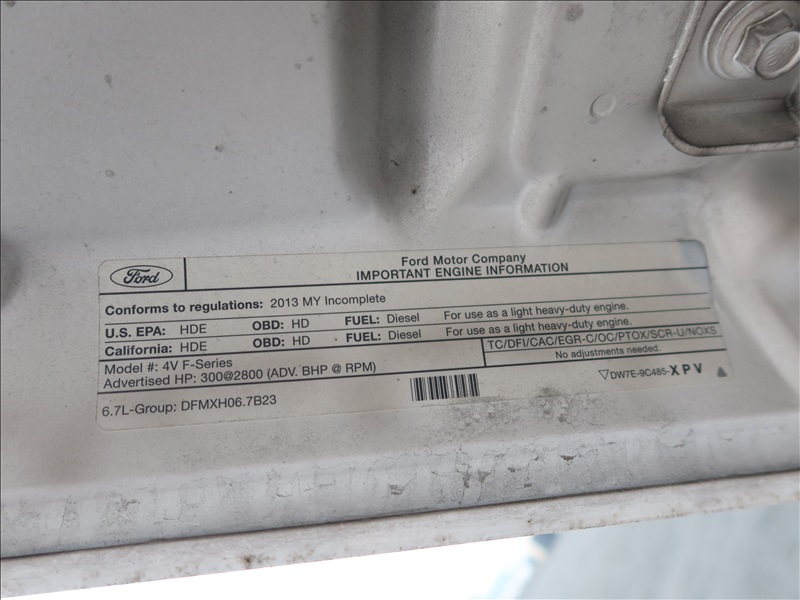 Ford
Ford Motor Company
IMPORTANT ENGINE INFORMATION
Conforms to regulations: 2013 MY Incomplete
U.S. EPA: HDE OBD: HD FUEL: Diesel For use as a light heavy-duty engine.
California: HDE OBD: HD FUEL: Diesel For use as a light heavy-duty engine.
Model #: 4V F-Series
Advertised HP: 300@2800 (ADV. BHP @ RPM)
TC/DFI/CAC/EGR-C/OC/PTOX/SCR-U/NOXS
No adjustments needed.
6.7L-Group: DFMXH06.7B23
DW7E-9C485-XPV